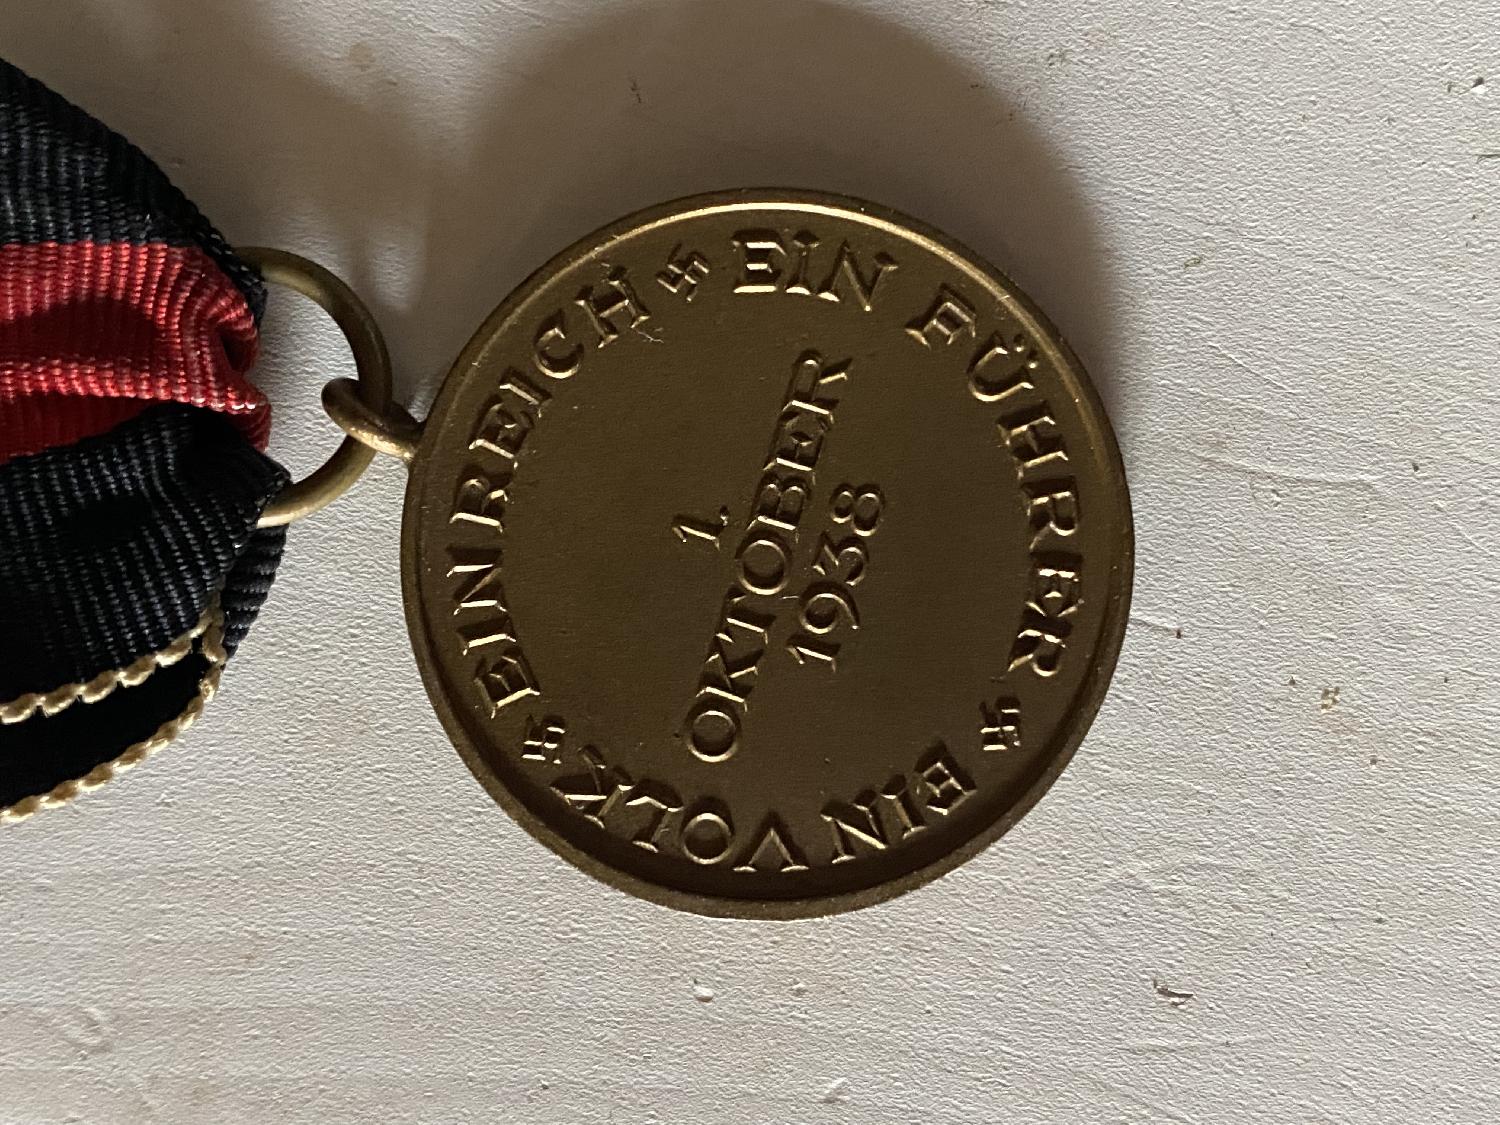 EIN VOLK EIN REICH EIN FÜHRER
1.
OKTOBER
1938